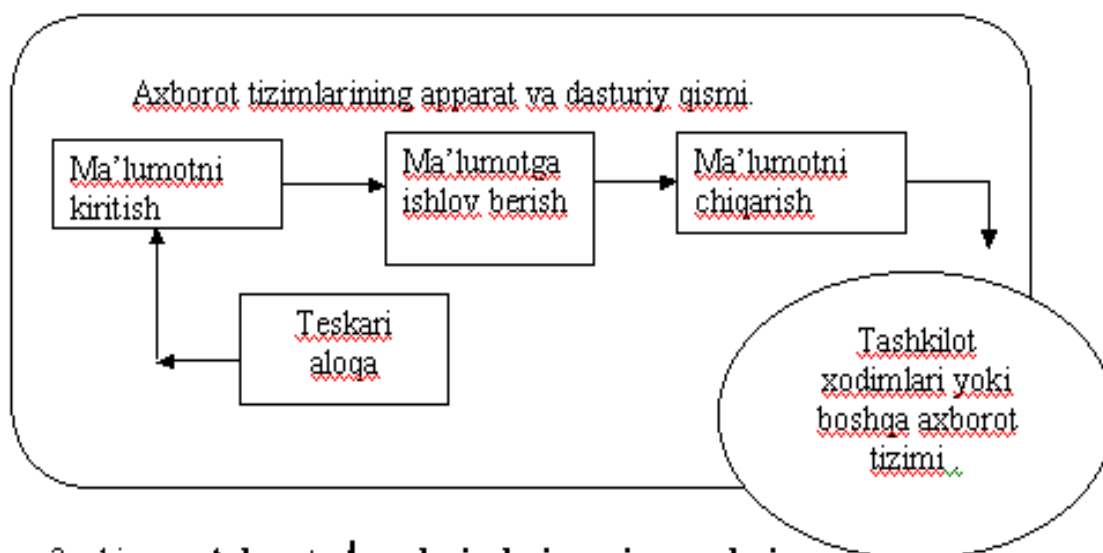 Axborot tizimlarining apparat va dasturiy qismi.
Ma’lumotni
kiritish
Ma’lumotga
ishlov berish
Ma’lumotni
chiqarish
Teskari
aloqa
Tashkilot
xodimlari yoki
boshqa axborot
tizimi .